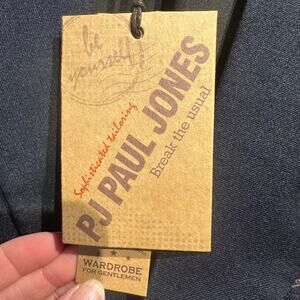 be
yourself!
Sophisticated tailoring
PJ PAUL JONES
Break the usual
WARDROBE
FOR GENTLEMEN